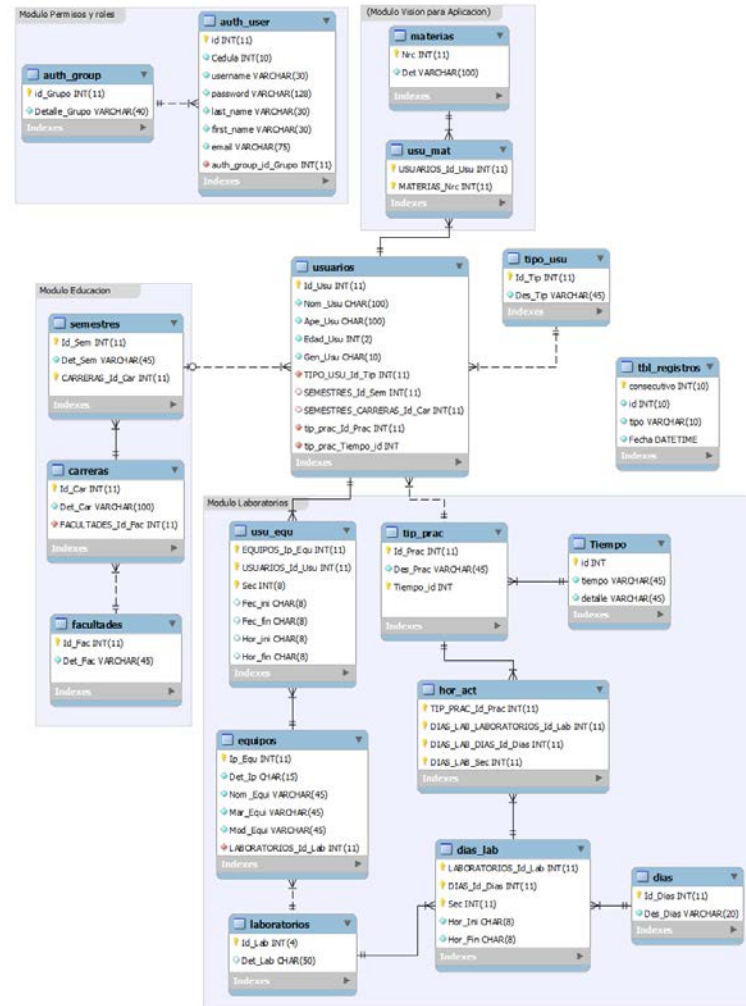 Modulo Permisos y roles
auth_group
id_Grupo INT(11)
Detalle_Grupo VARCHAR(40)
Indexes
auth_user
id INT(11)
Cedula INT(10)
username VARCHAR(30)
password VARCHAR(128)
last_name VARCHAR(30)
first_name VARCHAR(30)
email VARCHAR(75)
auth_group_id_Grupo INT(11)
Indexes
(Modulo Vision para Aplicacion)
materias
Nrc INT(11)
Det VARCHAR(100)
Indexes
usu_mat
USUARIOS_Id_Usu INT(11)
MATERIAS_Nrc INT(11)
Indexes
usuarios
Id_Usu INT(11)
Nom_Usu CHAR(100)
Ape_Usu CHAR(100)
Edad_Usu INT(2)
Gen_Usu CHAR(10)
TIPO_USU_Id_Tip INT(11)
SEMESTRES_Id_Sem INT(11)
SEMESTRES_CARRERAS_Id_Car INT(11)
tip_prac_Id_Prac INT(11)
tip_prac_Tiempo_id INT
Indexes
tipo_usu
Id_Tip INT(11)
Des_Tip VARCHAR(45)
Indexes
tbl_registros
consecutivo INT(10)
id INT(10)
tipo VARCHAR(10)
Fecha DATETIME
Indexes
Modulo Educacion
semestres
Id_Sem INT(11)
Det_Sem VARCHAR(45)
CARRERAS_Id_Car INT(11)
Indexes
carreras
Id_Car INT(11)
Det_Car VARCHAR(100)
FACULTADES_Id_Fac INT(11)
Indexes
facultades
Id_Fac INT(11)
Det_Fac VARCHAR(45)
Indexes
Modulo Laboratorios
usu_equ
EQUIPOS_Ip_Equ INT(11)
USUARIOS_Id_Usu INT(11)
Sec INT(8)
Fec_ini CHAR(8)
Fec_fin CHAR(8)
Hor_ini CHAR(8)
Hor_fin CHAR(8)
Indexes
tip_prac
Id_Prac INT(11)
Des_Prac VARCHAR(45)
Tiempo_id INT
Indexes
Tiempo
id INT
tiempo VARCHAR(45)
detalle VARCHAR(45)
Indexes
hor_act
TIP_PRAC_Id_Prac INT(11)
DIAS_LAB_LABORATORIOS_Id_Lab INT(11)
DIAS_LAB_DIAS_Id_Dias INT(11)
DIAS_LAB_Sec INT(11)
Indexes
equipos
Ip_Equ INT(11)
Det_Ip CHAR(15)
Nom_Equi VARCHAR(45)
Mar_Equi VARCHAR(45)
Mod_Equi VARCHAR(45)
LABORATORIOS_Id_Lab INT(11)
Indexes
dias_lab
LABORATORIOS_Id_Lab INT(11)
DIAS_Id_Dias INT(11)
Sec INT(11)
Hor_Ini CHAR(8)
Hor_Fin CHAR(8)
Indexes
dias
Id_Dias INT(11)
Des_Dias VARCHAR(20)
Indexes
laboratorios
Id_Lab INT(4)
Det_Lab CHAR(50)
Indexes